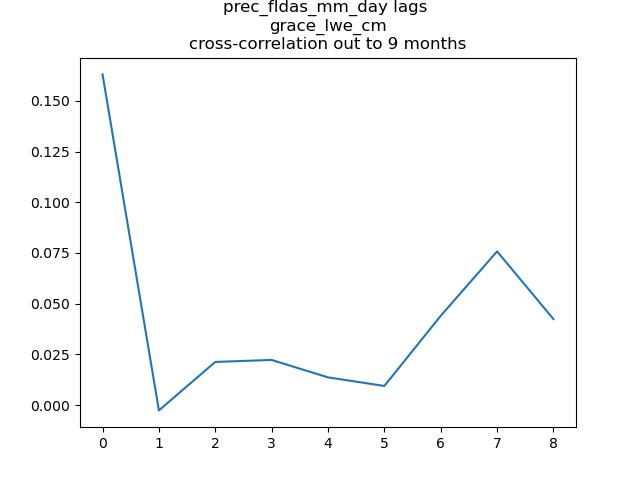 prec_fldas_mm_day lags
grace_lwe_cm
cross-correlation out to 9 months
0.150
0.125
0.100
0.075
0.050
0.025
0.000
0 1 2 3 4 5 6 7 8